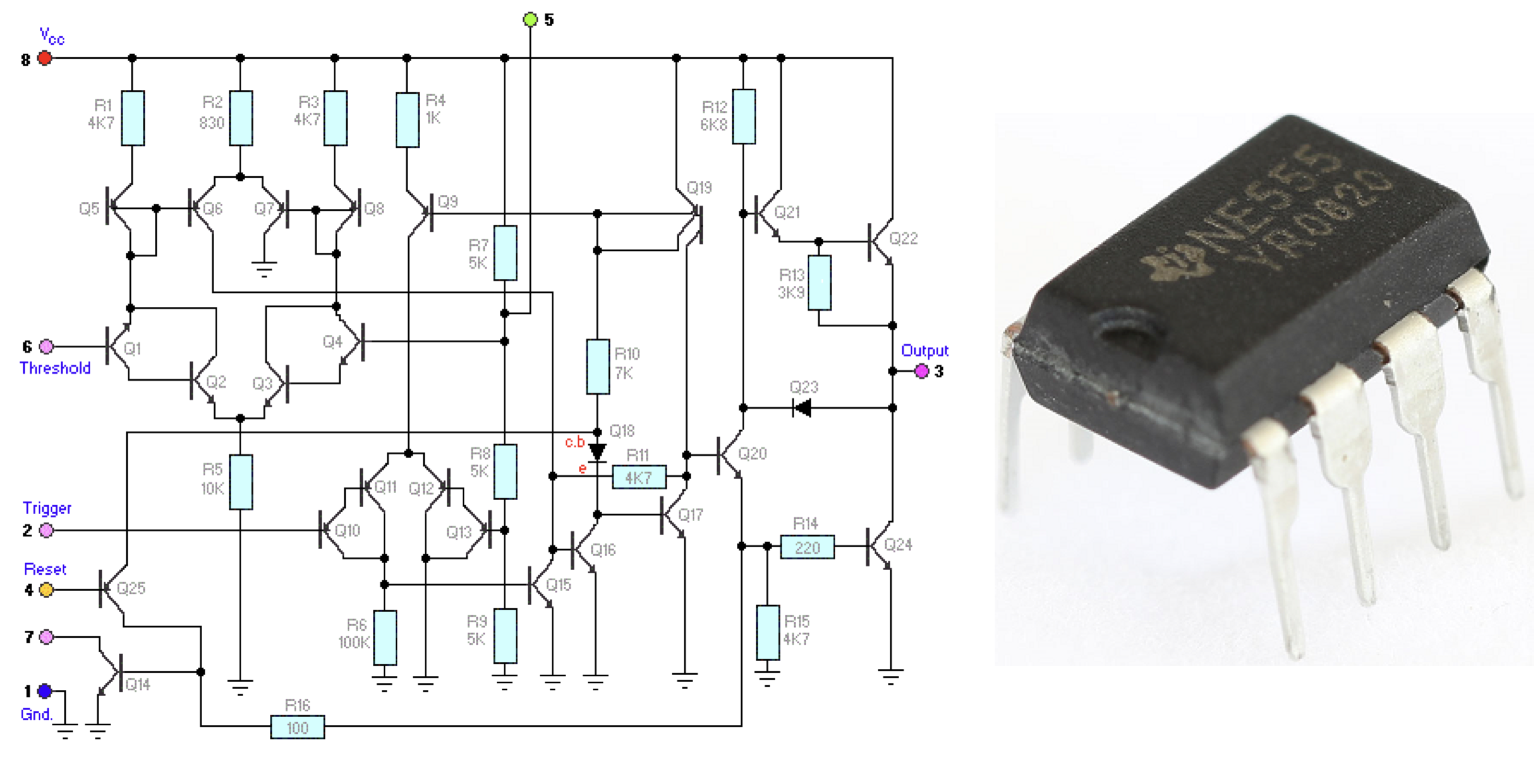 5
Vcc
8
R1
4K7
R2
830
R3
4K7
R4
1K
R12
6K8
Q5
Q6
Q7
Q8
Q9
Q19
Q21
Q22
R7
5K
R13
3K9
6
Threshold
Q1
Q2
Q3
Q4
R10
7K
Output
3
Q23
Q18
c.b
e
R5
10K
R8
5K
R11
4K7
Q20
Q11
Q12
Trigger
2
Q10
Q13
Q17
R14
220
Q24
Q16
Reset
4
Q25
Q15
7
R6
100K
R9
5K
R15
4K7
Q14
1
Gnd.
R16
100
NE555
YR0820